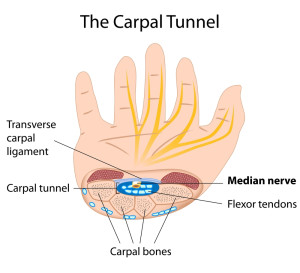 The Carpal Tunnel
Transverse
carpal
ligament
Carpal tunnel
Median nerve
Flexor tendons
Carpal bones